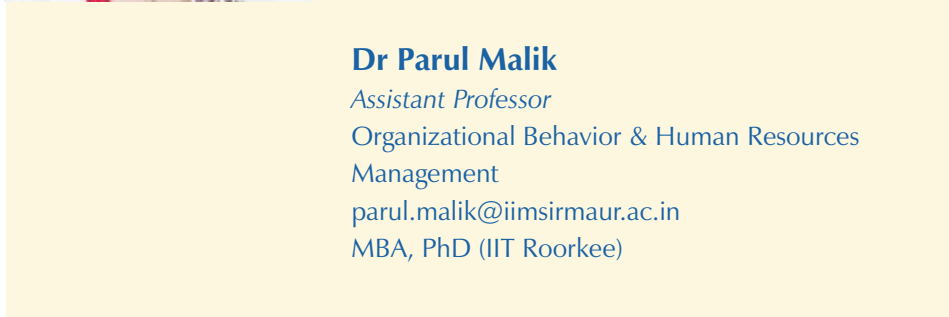 Dr Parul Malik
Assistant Professor
Organizational Behavior & Human Resources
Management
parul.malik@iimsirmaur.ac.in
MBA, PhD (IIT Roorkee)